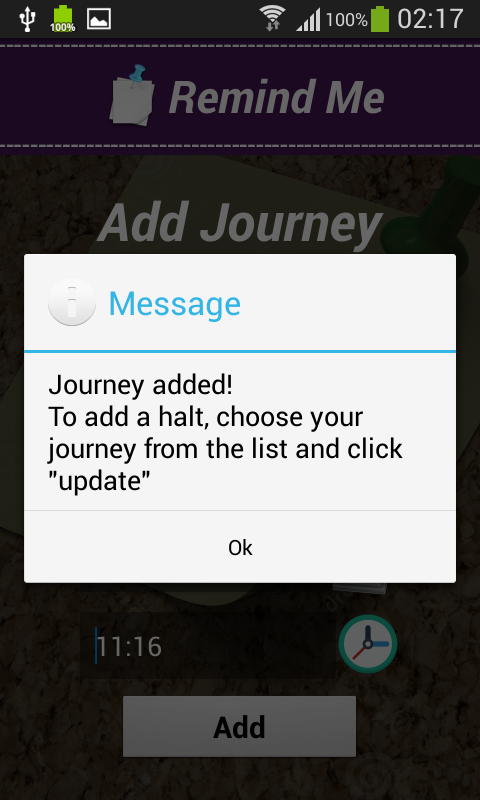 100% 100% 02:17
Remind Me
Add Journey
Message
Journey added!
To add a halt, choose your
journey from the list and click
"update"
Ok
11:16
Add